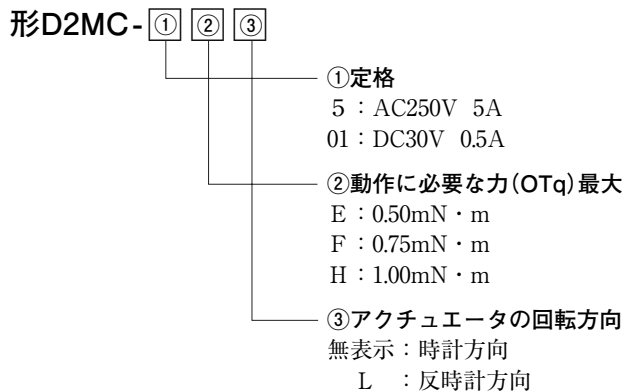 形D2MC-① ② ③
①定格
5：AC250V 5A
01：DC30V 0.5A
②動作に必要な力（OTq）最大
E：0.50mN・m
F：0.75mN・m
H：1.00mN・m
③アクチュエータの回転方向
無表示：時計方向
L ：反時計方向